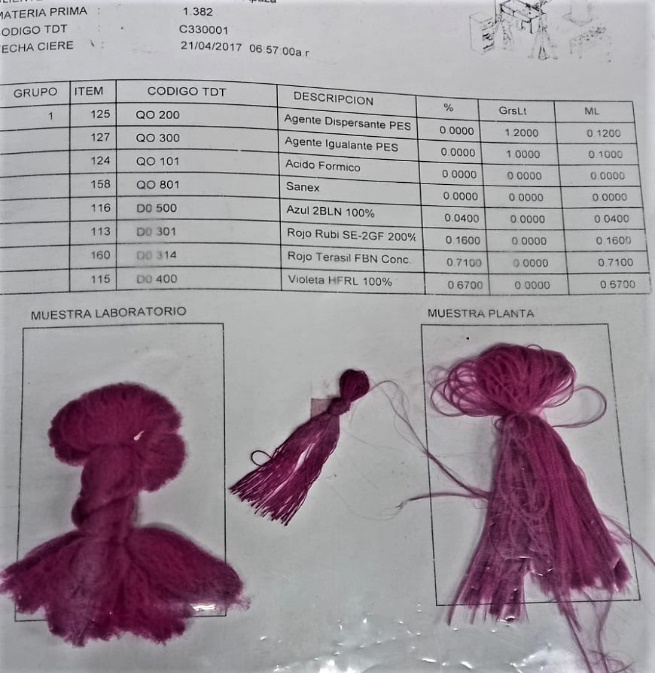 MATERIA PRIMA : 1.382
CODIGO TDT : C330001
FECHA CIERE : 21/04/2017 06:57:00a.r
GRUPO ITEM CODIGO TDT DESCRIPCION % GrsLt ML
1 125 QO 200 Agente Dispersante PES 0.0000 1.2000 0.1200
127 QO 300 Agente Igualante PES 0.0000 1.0000 0.1000
124 QO 101 Acido Formico 0.0000 0.0000 0.0000
158 QO 801 Sanex 0.0000 0.0000 0.0000
116 D0 500 Azul 2BLN 100% 0.0400 0.0000 0.0400
113 D0 301 Rojo Rubi SE-2GF 200% 0.1600 0.0000 0.1600
160 D0 314 Rojo Terasil FBN Conc. 0.7100 0.0000 0.7100
115 D0 400 Violeta HFRL 100% 0.6700 0.0000 0.6700
MUESTRA LABORATORIO MUESTRA PLANTA